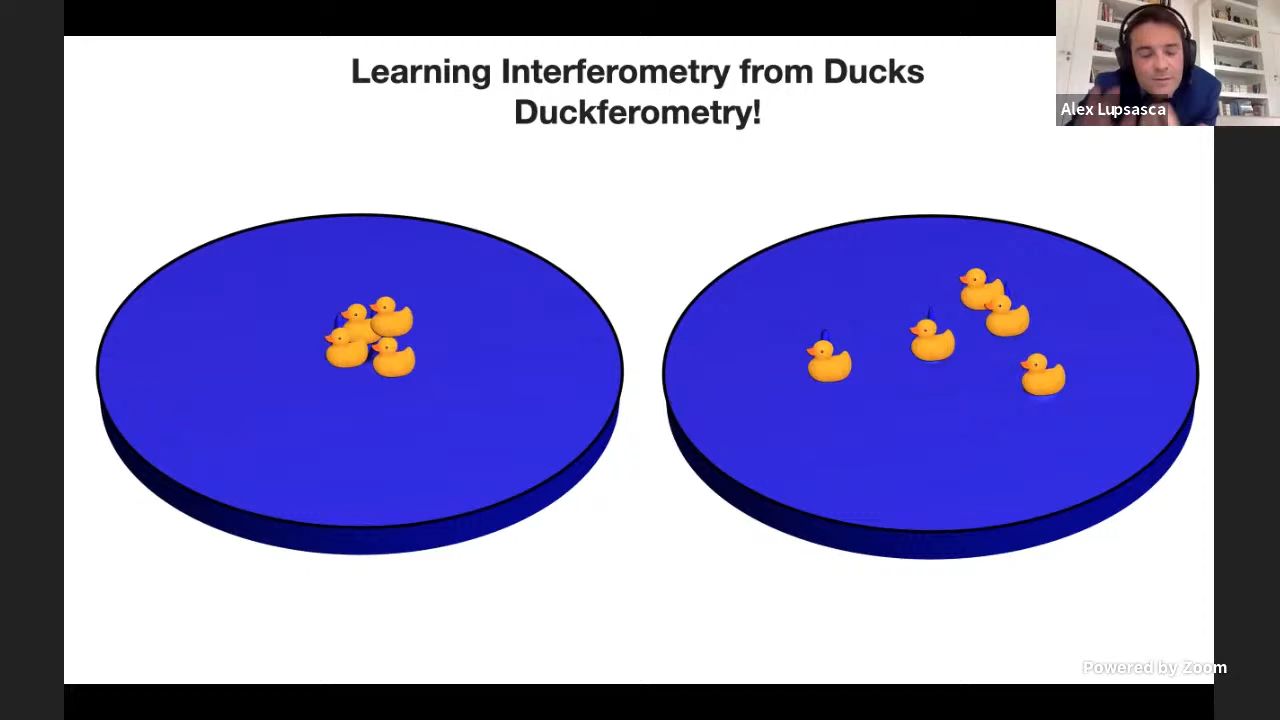 Learning Interferometry from Ducks
Duckferometry!
Alex Lupsasca
Powered by Zoom